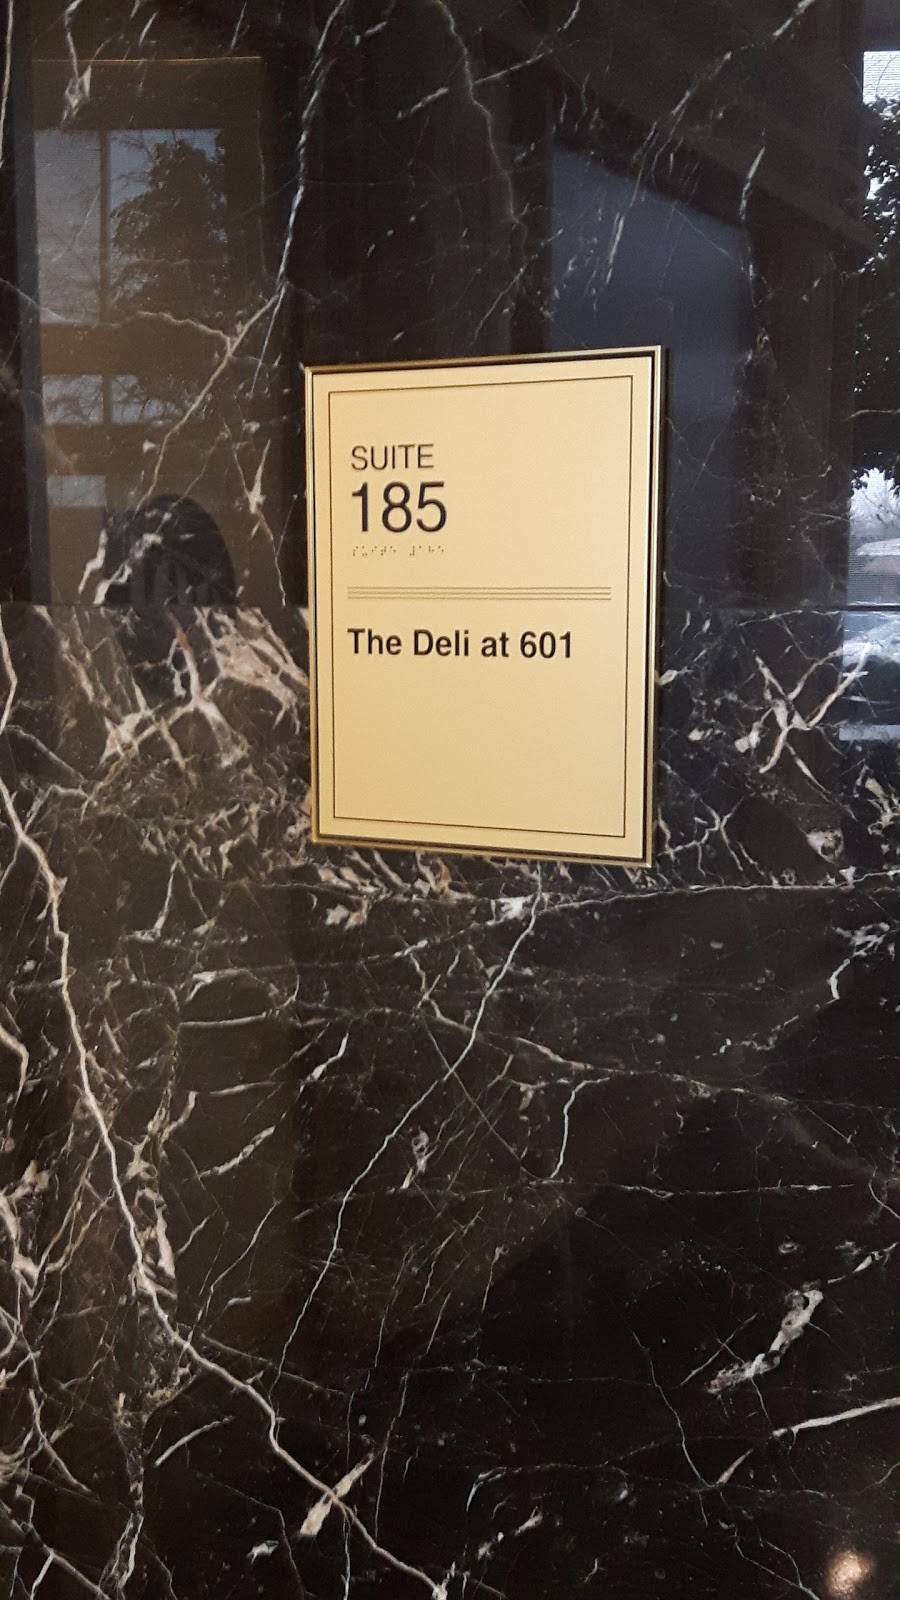 SUITE
185
The Deli at 601